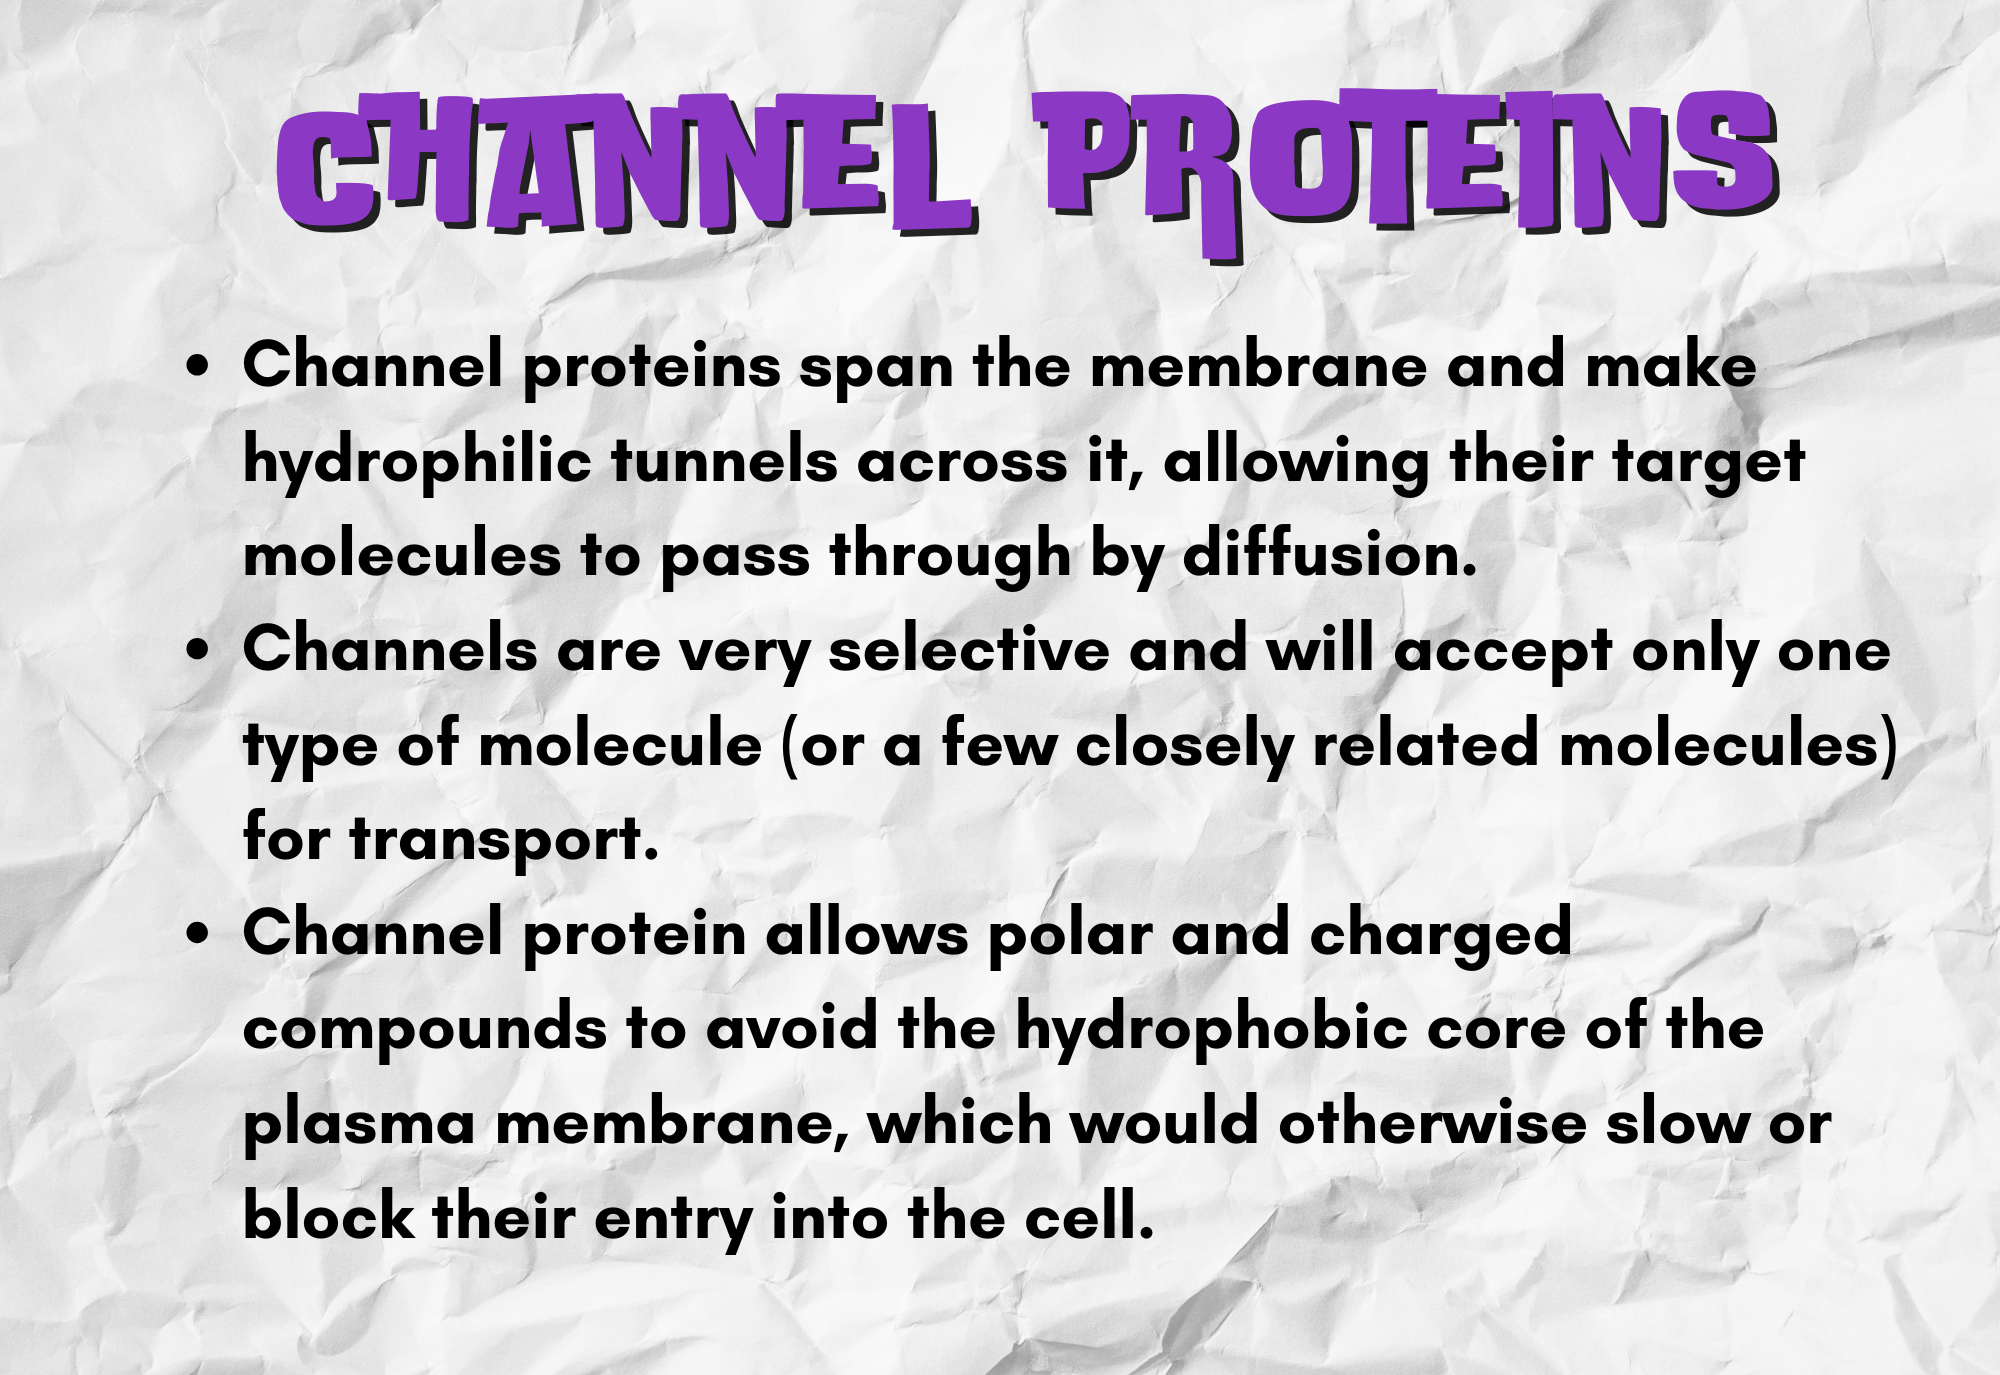 CHANNEL PROTEINS
• Channel proteins span the membrane and make
hydrophilic tunnels across it, allowing their target
molecules to pass through by diffusion.
• Channels are very selective and will accept only one
type of molecule (or a few closely related molecules)
for transport.
• Channel protein allows polar and charged
compounds to avoid the hydrophobic core of the
plasma membrane, which would otherwise slow or
block their entry into the cell.